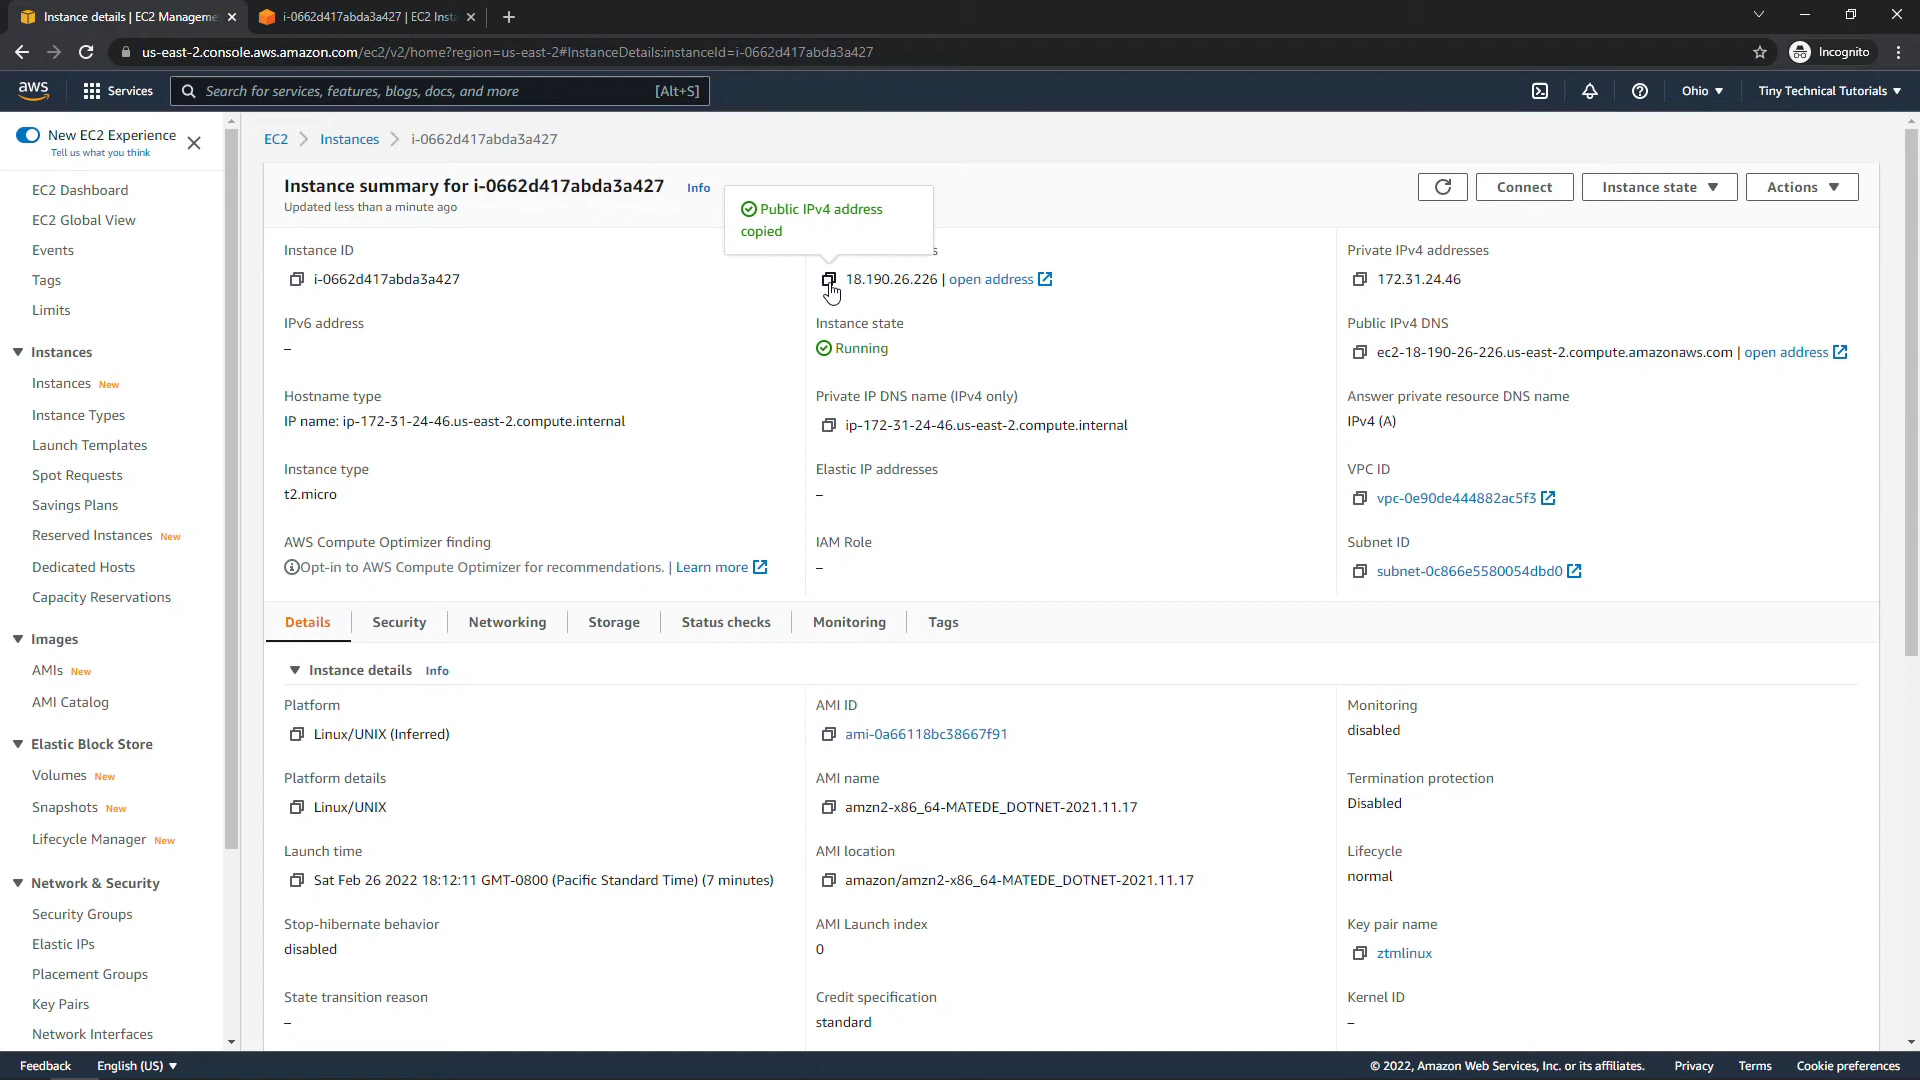 Instance details | EC2 Manageme
i-0662d417abda3a427 | EC2 Inst
us-east-2.console.aws.amazon.com/ec2/v2/home?region=us-east-2#InstanceDetails:instanceId=i-0662d417abda3a427
Incognito
aws
Services
Search for services, features, blogs, docs, and more
[Alt+S]
Ohio
Tiny Technical Tutorials
New EC2 Experience
Tell us what you think
EC2 Dashboard
EC2 Global View
Events
Tags
Limits
Instances
Instances New
Instance Types
Launch Templates
Spot Requests
Savings Plans
Reserved Instances New
Dedicated Hosts
Capacity Reservations
Images
AMIs New
AMI Catalog
Elastic Block Store
Volumes New
Snapshots New
Lifecycle Manager New
Network & Security
Security Groups
Elastic IPs
Placement Groups
Key Pairs
Network Interfaces
EC2 > Instances > i-0662d417abda3a427
Instance summary for i-0662d417abda3a427 Info
Updated less than a minute ago
Connect
Instance state
Actions
Public IPv4 address
copied
Instance ID
i-0662d417abda3a427
s
18.190.26.226 | open address
Private IPv4 addresses
172.31.24.46
IPv6 address
–
Instance state
Running
Public IPv4 DNS
ec2-18-190-26-226.us-east-2.compute.amazonaws.com | open address
Hostname type
IP name: ip-172-31-24-46.us-east-2.compute.internal
Private IP DNS name (IPv4 only)
ip-172-31-24-46.us-east-2.compute.internal
Answer private resource DNS name
IPv4 (A)
Instance type
t2.micro
Elastic IP addresses
–
VPC ID
vpc-0e90de444882ac5f3
AWS Compute Optimizer finding
Opt-in to AWS Compute Optimizer for recommendations. | Learn more
IAM Role
–
Subnet ID
subnet-0c866e5580054dbd0
Details
Security
Networking
Storage
Status checks
Monitoring
Tags
Instance details Info
Platform
Linux/UNIX (Inferred)
AMI ID
ami-0a66118bc38667f91
Monitoring
disabled
Platform details
Linux/UNIX
AMI name
amzn2-x86_64-MATEDE_DOTNET-2021.11.17
Termination protection
Disabled
Launch time
Sat Feb 26 2022 18:12:11 GMT-0800 (Pacific Standard Time) (7 minutes)
AMI location
amazon/amzn2-x86_64-MATEDE_DOTNET-2021.11.17
Lifecycle
normal
Stop-hibernate behavior
disabled
AMI Launch index
0
Key pair name
ztmlinux
State transition reason
–
Credit specification
standard
Kernel ID
–
Feedback
English (US)
© 2022, Amazon Web Services, Inc. or its affiliates.
Privacy
Terms
Cookie preferences